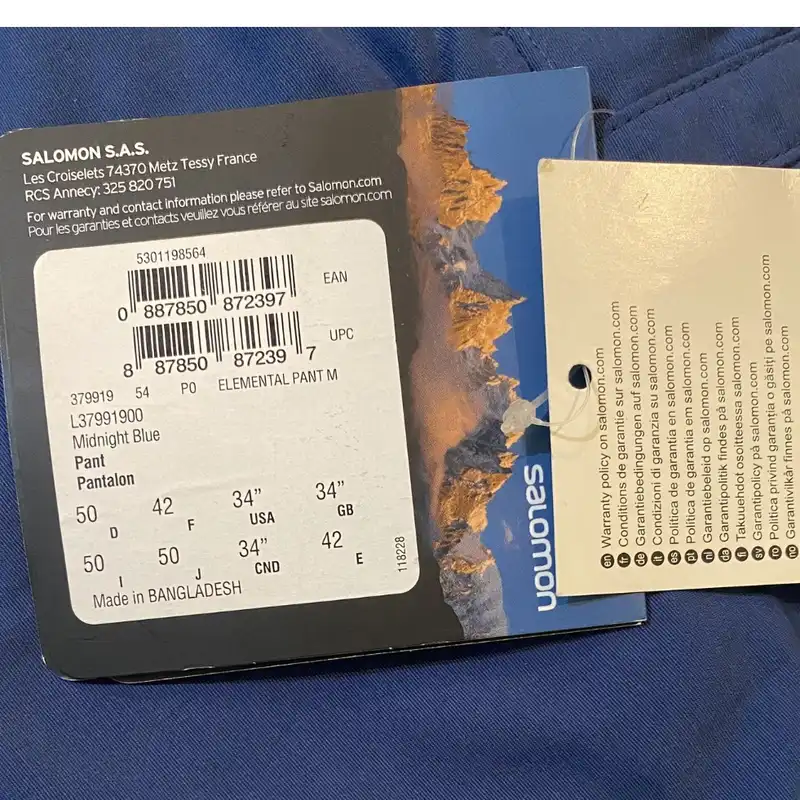 SALOMON S.A.S.
Les Croiselets 74370 Metz Tessy France
RCS Annecy: 325 820 751
For warranty and contact information please refer to Salomon.com
Pour les garanties et contacts veuillez vous référer au site salomon.com
5301198564
EAN
0 887850 872397
UPC
8 87850 87239 7
379919 54 P0 ELEMENTAL PANT M
L37991900
Midnight Blue
Pant
Pantalon
50 D 42 F 34" USA 34" GB
50 I 50 J 34" CND 42 E
Made in BANGLADESH
118228
salomon
en Warranty policy on salomon.com
fr Conditions de garantie sur salomon.com
de Garantiebedingungen auf salomon.com
it Condizioni di garanzia su salomon.com
es Política de garantía en salomon.com
pt Política de garantia em salomon.com
nl Garantiebeleid op salomon.com
da Garantipolitik findes på salomon.com
fi Takuuehdot osoitteessa salomon.com
sv Garantipolicy på salomon.com
ro Politica privind garanția o găsiți pe salomon.com
no Garantivilkår finnes på salomon.com